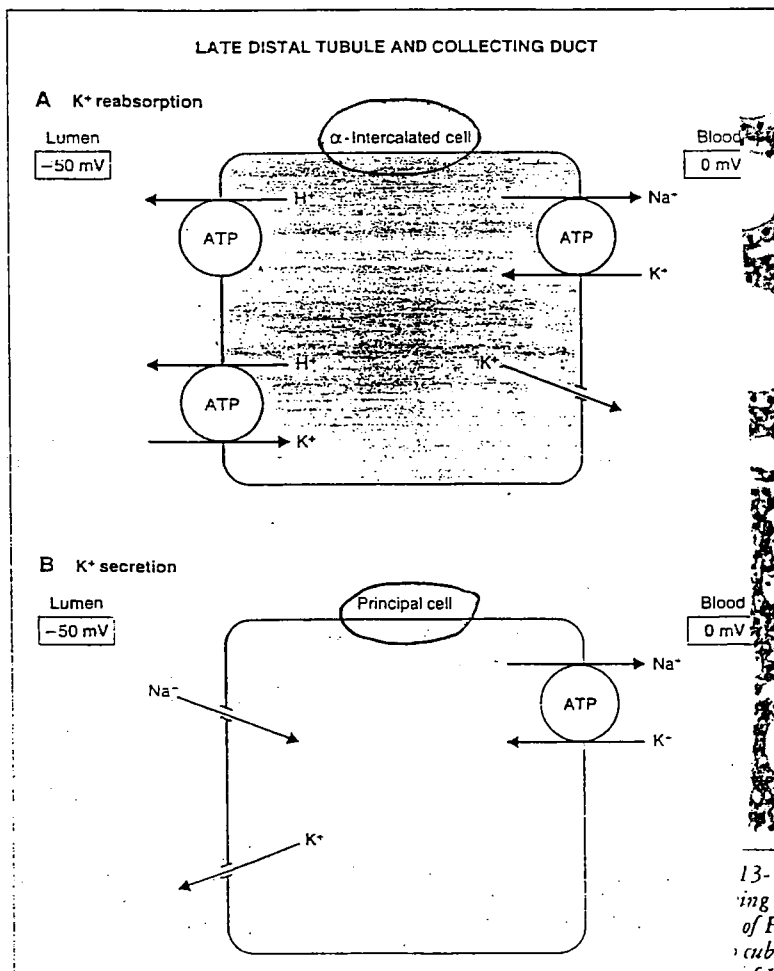 LATE DISTAL TUBULE AND COLLECTING DUCT
A K⁺ reabsorption
Lumen
α-Intercalated cell
Blood
−50 mV
0 mV
H⁺
Na⁺
ATP
ATP
K⁺
H⁺
K⁺
ATP
K⁺
B K⁺ secretion
Lumen
Principal cell
Blood
−50 mV
0 mV
Na⁺
Na⁻
ATP
K⁻
K⁺
13-
ing
of
cub